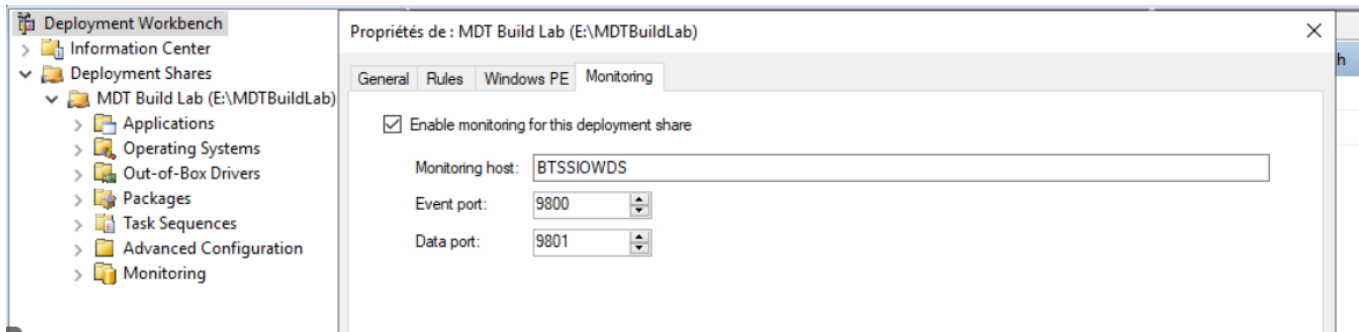 Deployment Workbench
Information Center
Deployment Shares
MDT Build Lab (E:\MDTBuildLab)
Applications
Operating Systems
Out-of-Box Drivers
Packages
Task Sequences
Advanced Configuration
Monitoring
Propriétés de : MDT Build Lab (E:\MDTBuildLab)
General Rules Windows PE Monitoring
Enable monitoring for this deployment share
Monitoring host: BTSSIOWDS
Event port: 9800
Data port: 9801
h